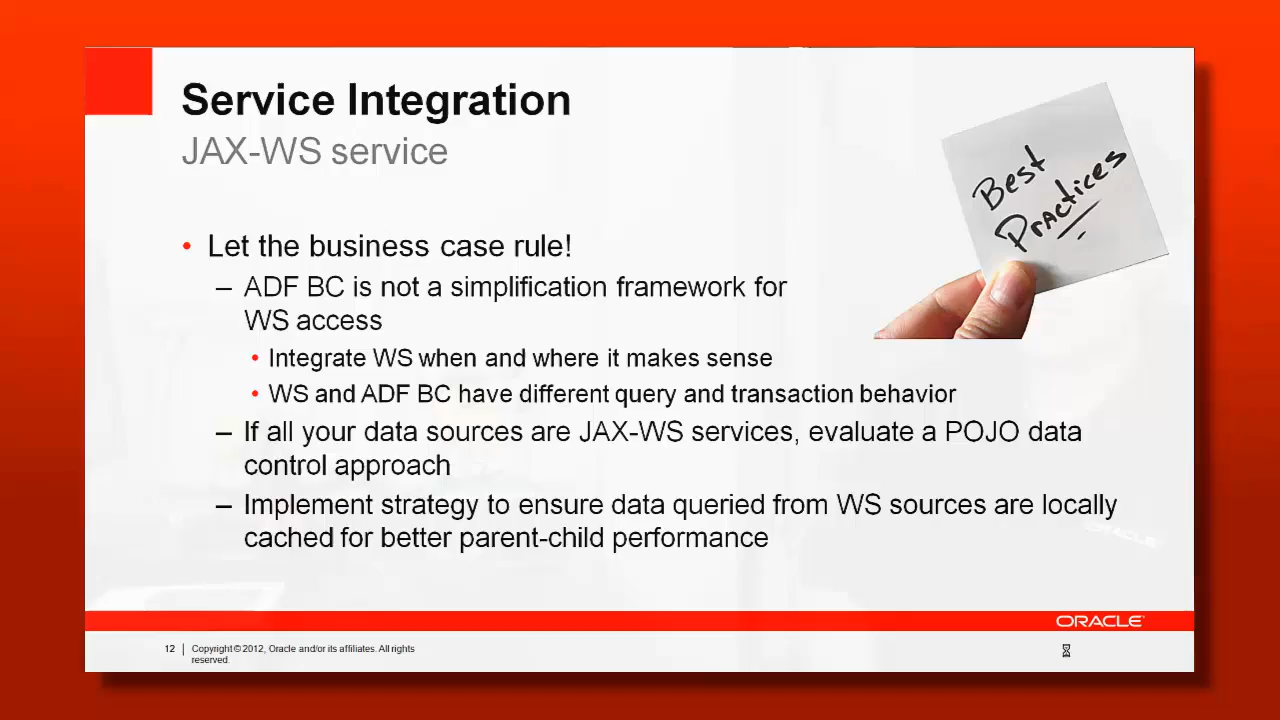 Service Integration
JAX-WS service
Best
Practices
• Let the business case rule!
– ADF BC is not a simplification framework for
WS access
• Integrate WS when and where it makes sense
• WS and ADF BC have different query and transaction behavior
– If all your data sources are JAX-WS services, evaluate a POJO data
control approach
– Implement strategy to ensure data queried from WS sources are locally
cached for better parent-child performance
ORACLE
ORACLE
12 | Copyright © 2012, Oracle and/or its affiliates. All rights
reserved.